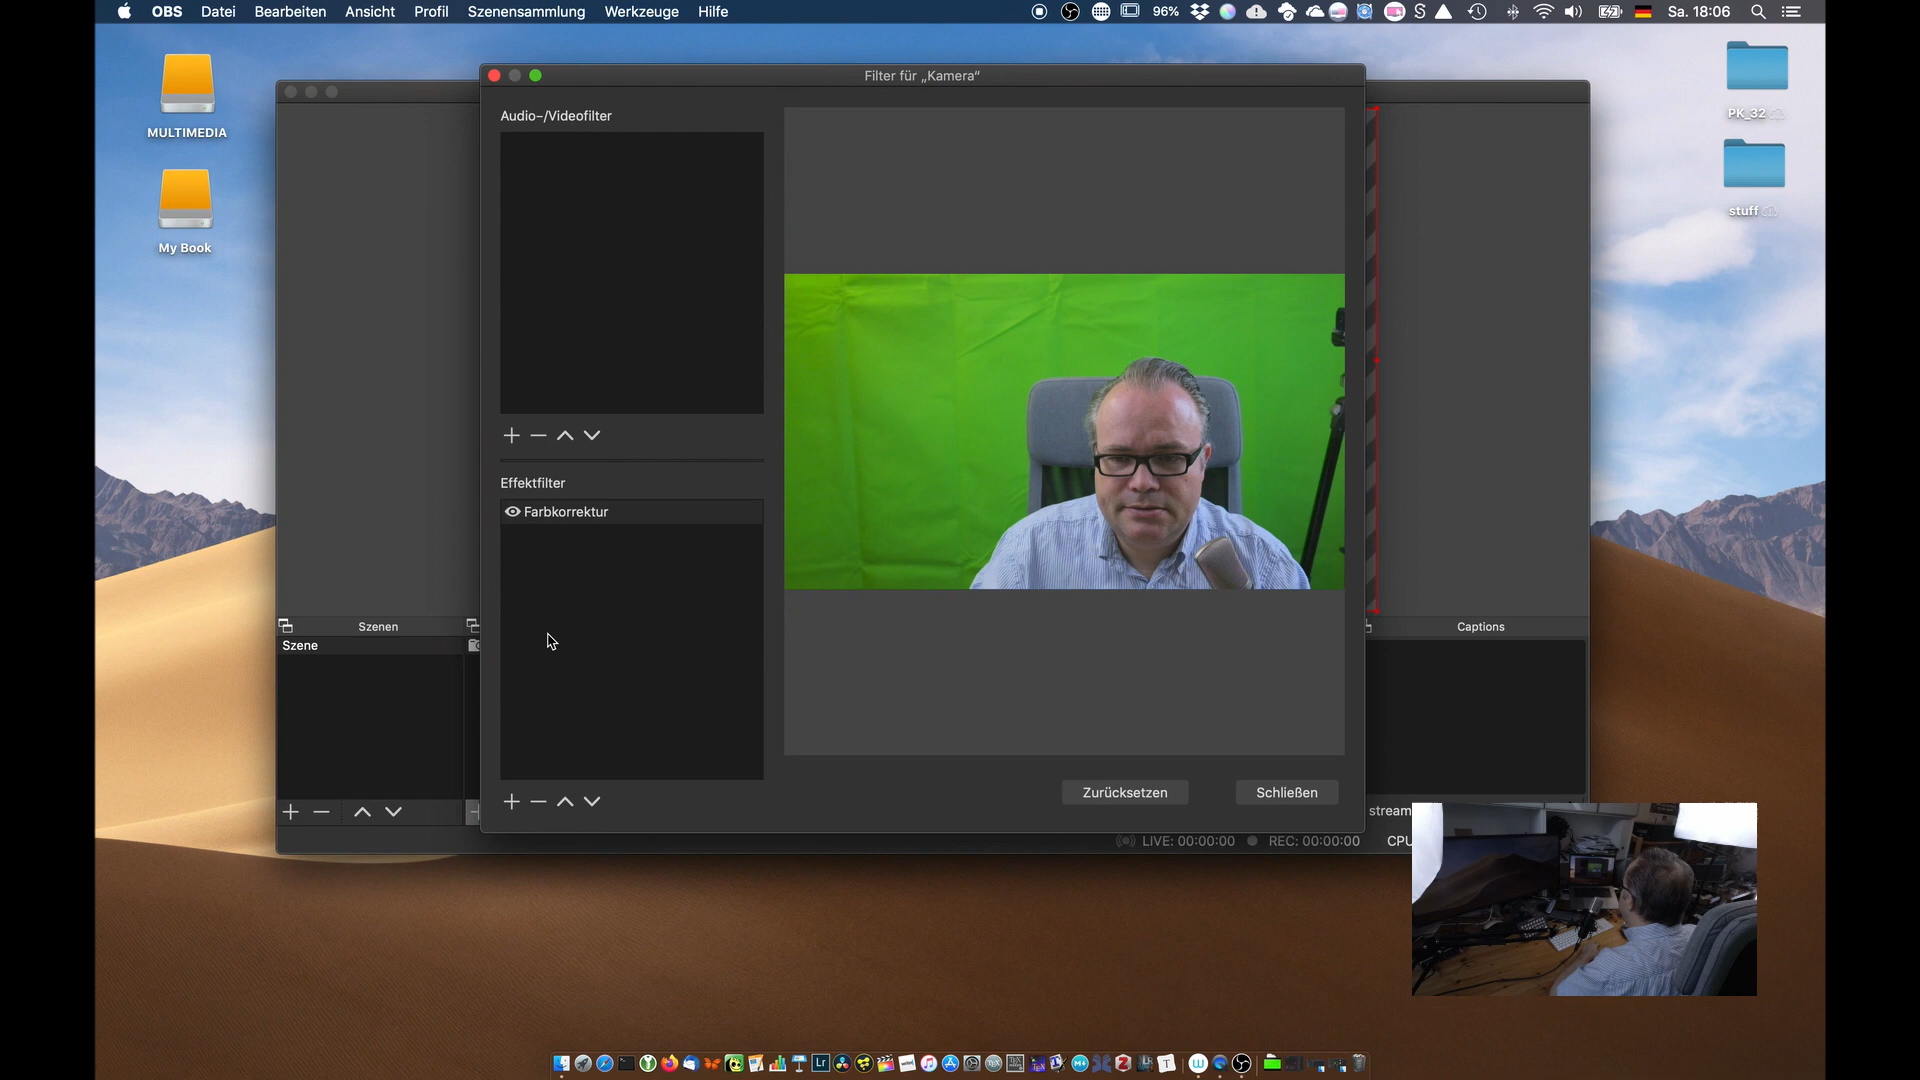 OBS Datei Bearbeiten Ansicht Profil Szenensammlung Werkzeuge Hilfe
96% Sa. 18:06
MULTIMEDIA
My Book
PK_32
stuff
Filter für „Kamera“
Audio-/Videofilter
Effektfilter
Farbkorrektur
Szenen
Szene
Captions
Zurücksetzen Schließen
stream
LIVE: 00:00:00 REC: 00:00:00 CPU
Lr